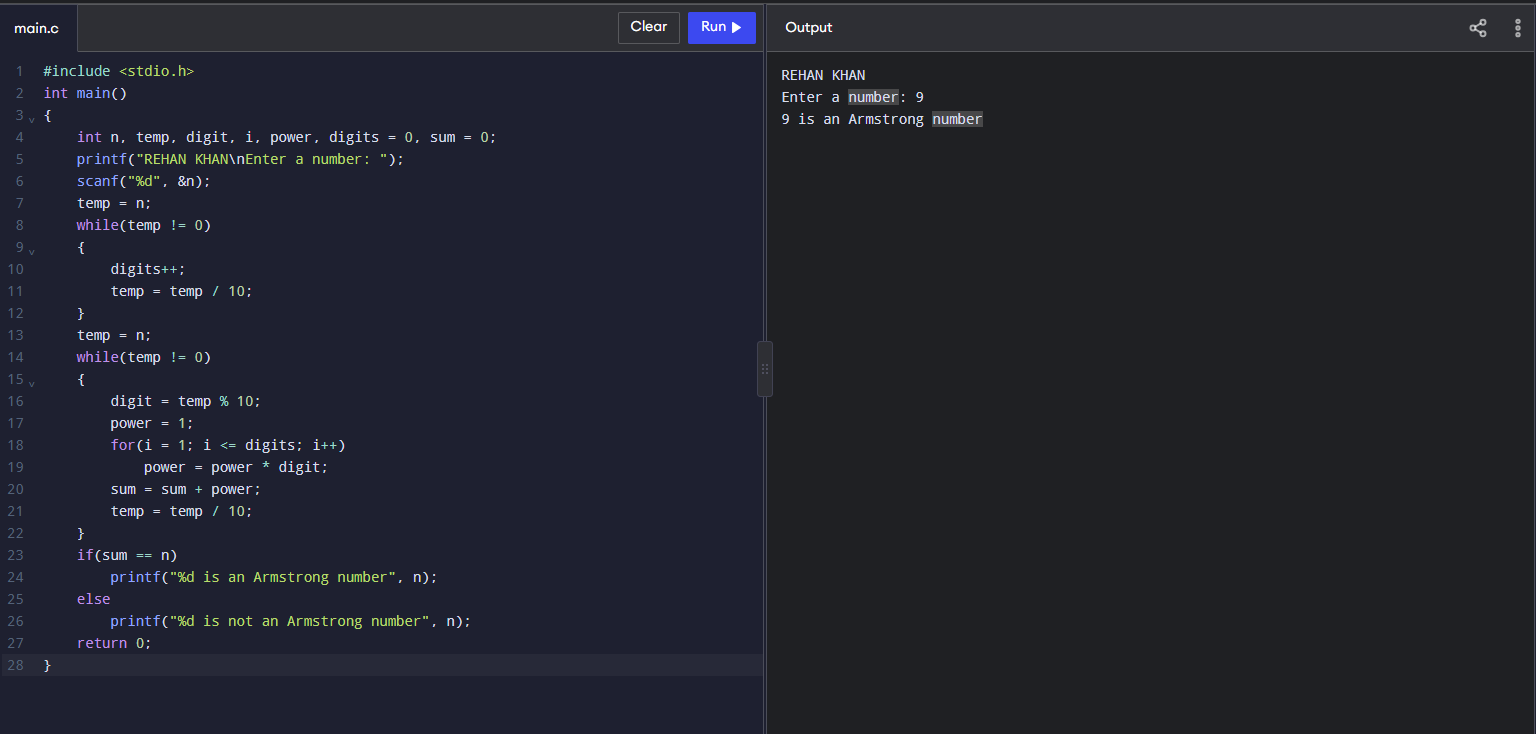 main.c
Clear
Run
Output
1 #include <stdio.h>
2 int main()
3 {
4     int n, temp, digit, i, power, digits = 0, sum = 0;
5     printf("REHAN KHAN\nEnter a number: ");
6     scanf("%d", &n);
7     temp = n;
8     while(temp != 0)
9     {
10         digits++;
11         temp = temp / 10;
12     }
13     temp = n;
14     while(temp != 0)
15     {
16         digit = temp % 10;
17         power = 1;
18         for(i = 1; i <= digits; i++)
19             power = power * digit;
20         sum = sum + power;
21         temp = temp / 10;
22     }
23     if(sum == n)
24         printf("%d is an Armstrong number", n);
25     else
26         printf("%d is not an Armstrong number", n);
27     return 0;
28 }
REHAN KHAN
Enter a number: 9
9 is an Armstrong number